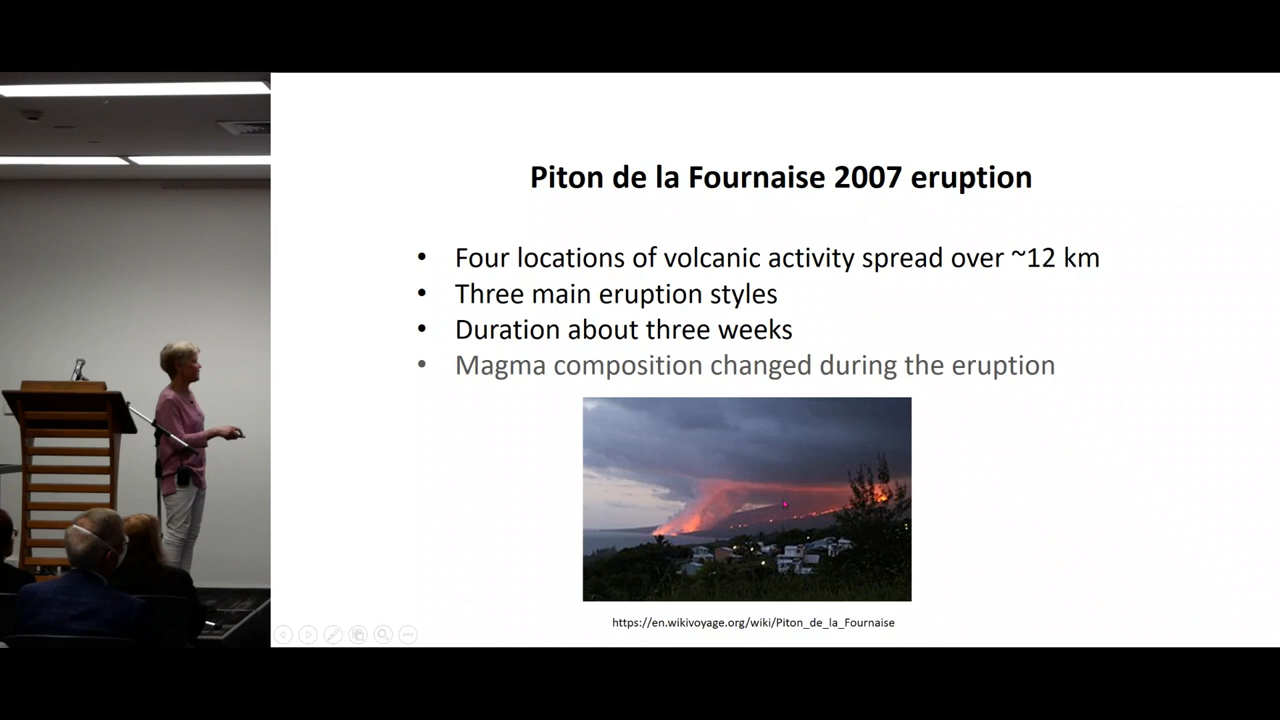 Piton de la Fournaise 2007 eruption
• Four locations of volcanic activity spread over ~12 km
• Three main eruption styles
• Duration about three weeks
• Magma composition changed during the eruption
https://en.wikivoyage.org/wiki/Piton_de_la_Fournaise